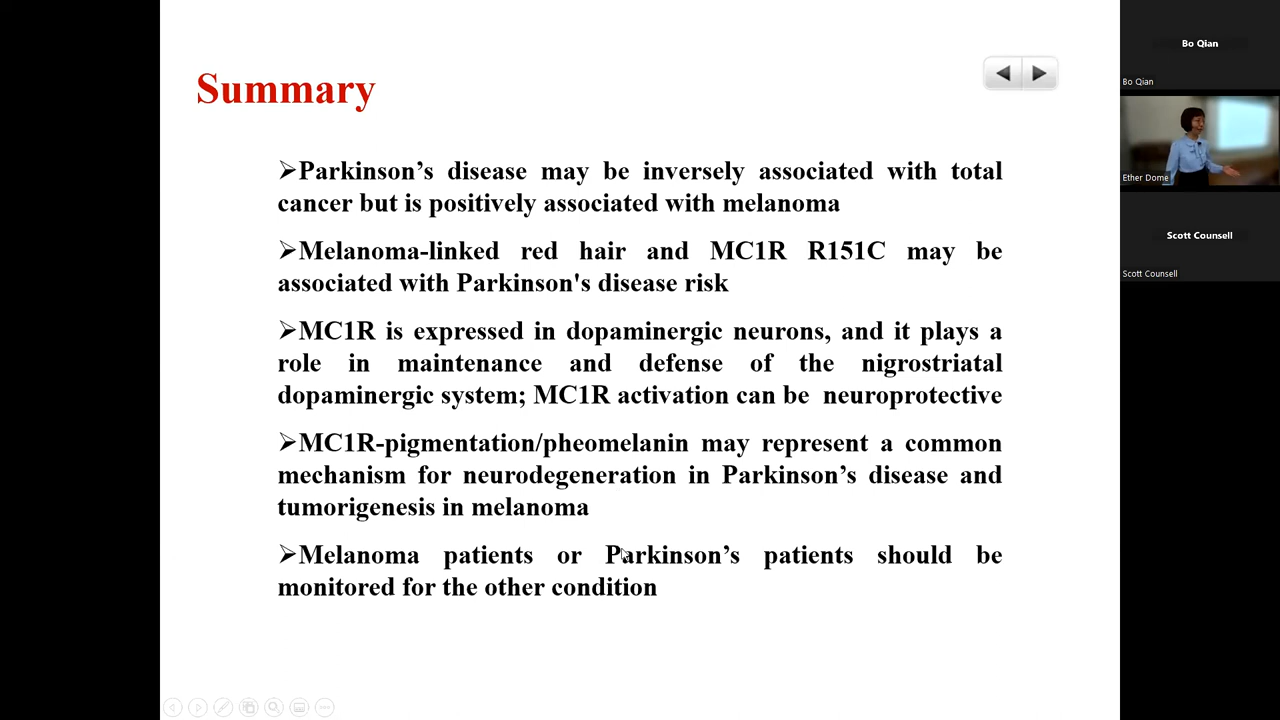 Summary
➢Parkinson’s disease may be inversely associated with total
cancer but is positively associated with melanoma
➢Melanoma-linked red hair and MC1R R151C may be
associated with Parkinson's disease risk
➢MC1R is expressed in dopaminergic neurons, and it plays a
role in maintenance and defense of the nigrostriatal
dopaminergic system; MC1R activation can be neuroprotective
➢MC1R-pigmentation/pheomelanin may represent a common
mechanism for neurodegeneration in Parkinson’s disease and
tumorigenesis in melanoma
➢Melanoma patients or Parkinson’s patients should be
monitored for the other condition
Bo Qian
Bo Qian
Ether Dome
Scott Counsell
Scott Counsell